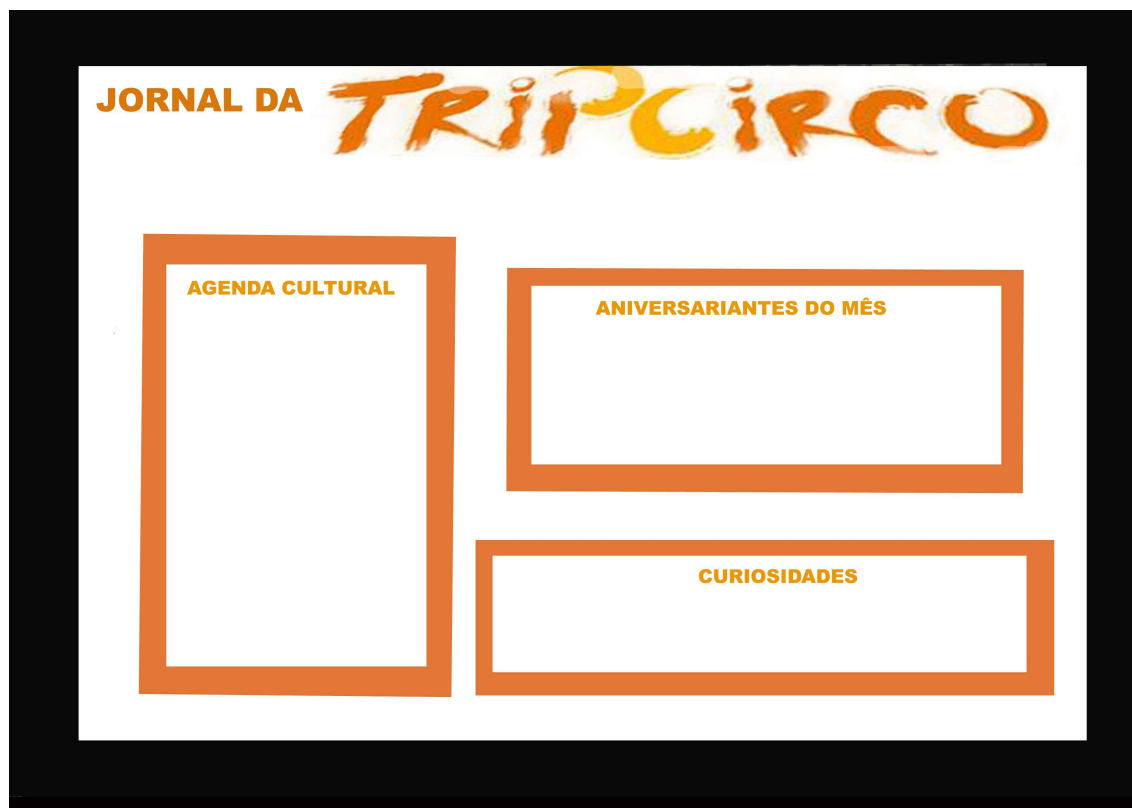 JORNAL DA TRiPCiRCO
AGENDA CULTURAL
ANIVERSARIANTES DO MÊS
CURIOSIDADES